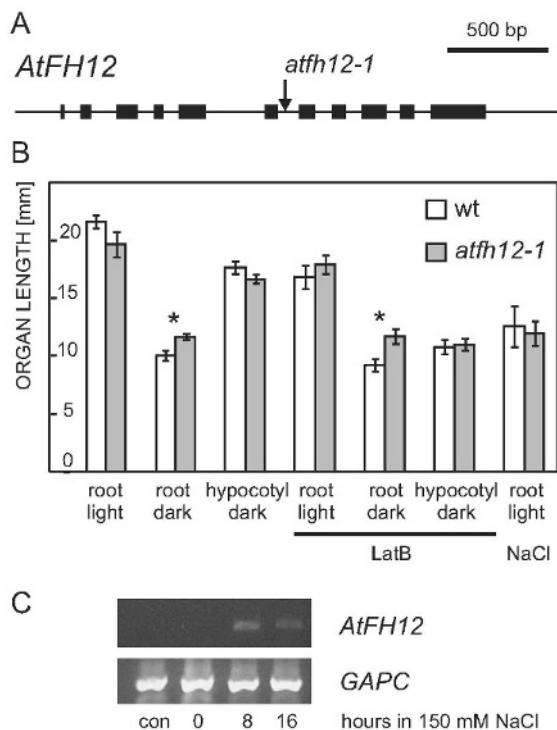 A
500 bp
AtFH12
atfh12-1
B
ORGAN LENGTH [mm]
20
15
10
5
0
wt
atfh12-1
*
*
root light
root dark
hypocotyl dark
root light
root dark
hypocotyl dark
root light
LatB
NaCl
C
AtFH12
GAPC
con 0 8 16 hours in 150 mM NaCl